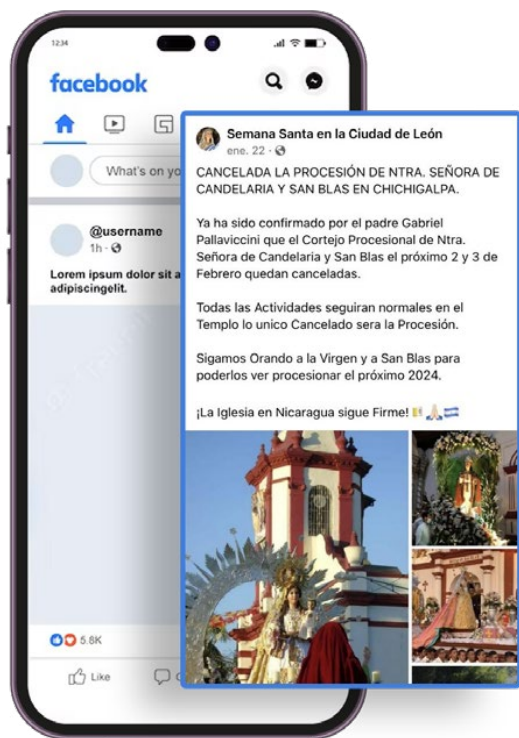 1234
facebook
What's on yo
@username
1h
Lorem ipsum dolor sit a
adipiscingelit.
5.8K
Like
C
Semana Santa en la Ciudad de León
ene. 22
CANCELADA LA PROCESIÓN DE NTRA. SEÑORA DE
CANDELARIA Y SAN BLAS EN CHICHIGALPA.
Ya ha sido confirmado por el padre Gabriel
Pallaviccini que el Cortejo Procesional de Ntra.
Señora de Candelaria y San Blas el próximo 2 y 3 de
Febrero quedan canceladas.
Todas las Actividades seguiran normales en el
Templo lo unico Cancelado sera la Procesión.
Sigamos Orando a la Virgen y a San Blas para
poderlos ver procesionar el próximo 2024.
¡La Iglesia en Nicaragua sigue Firme! 🇻🇦🙏🏻🇳🇮